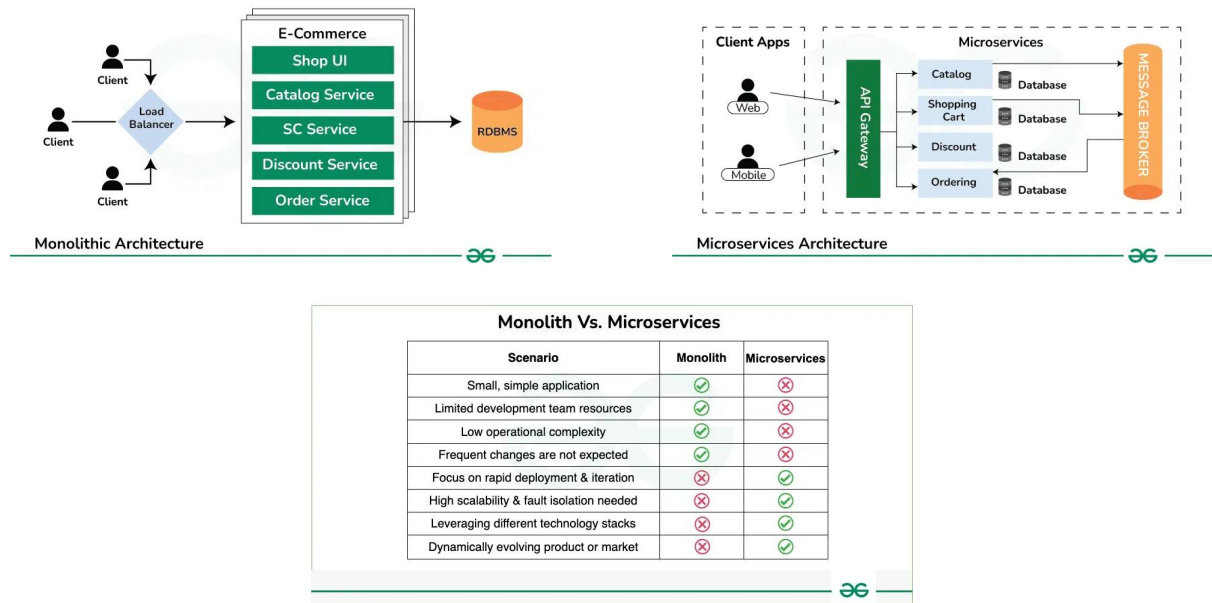 E-Commerce
Shop UI
Catalog Service
SC Service
Discount Service
Order Service
Client
Client
Client
Load
Balancer
RDBMS
Monolithic Architecture
Client Apps
Web
Mobile
Microservices
API Gateway
Catalog
Database
Shopping
Cart
Database
Discount
Database
Ordering
Database
MESSAGE BROKER
Microservices Architecture
Monolith Vs. Microservices
Scenario Monolith Microservices
Small, simple application
Limited development team resources
Low operational complexity
Frequent changes are not expected
Focus on rapid deployment & iteration
High scalability & fault isolation needed
Leveraging different technology stacks
Dynamically evolving product or market